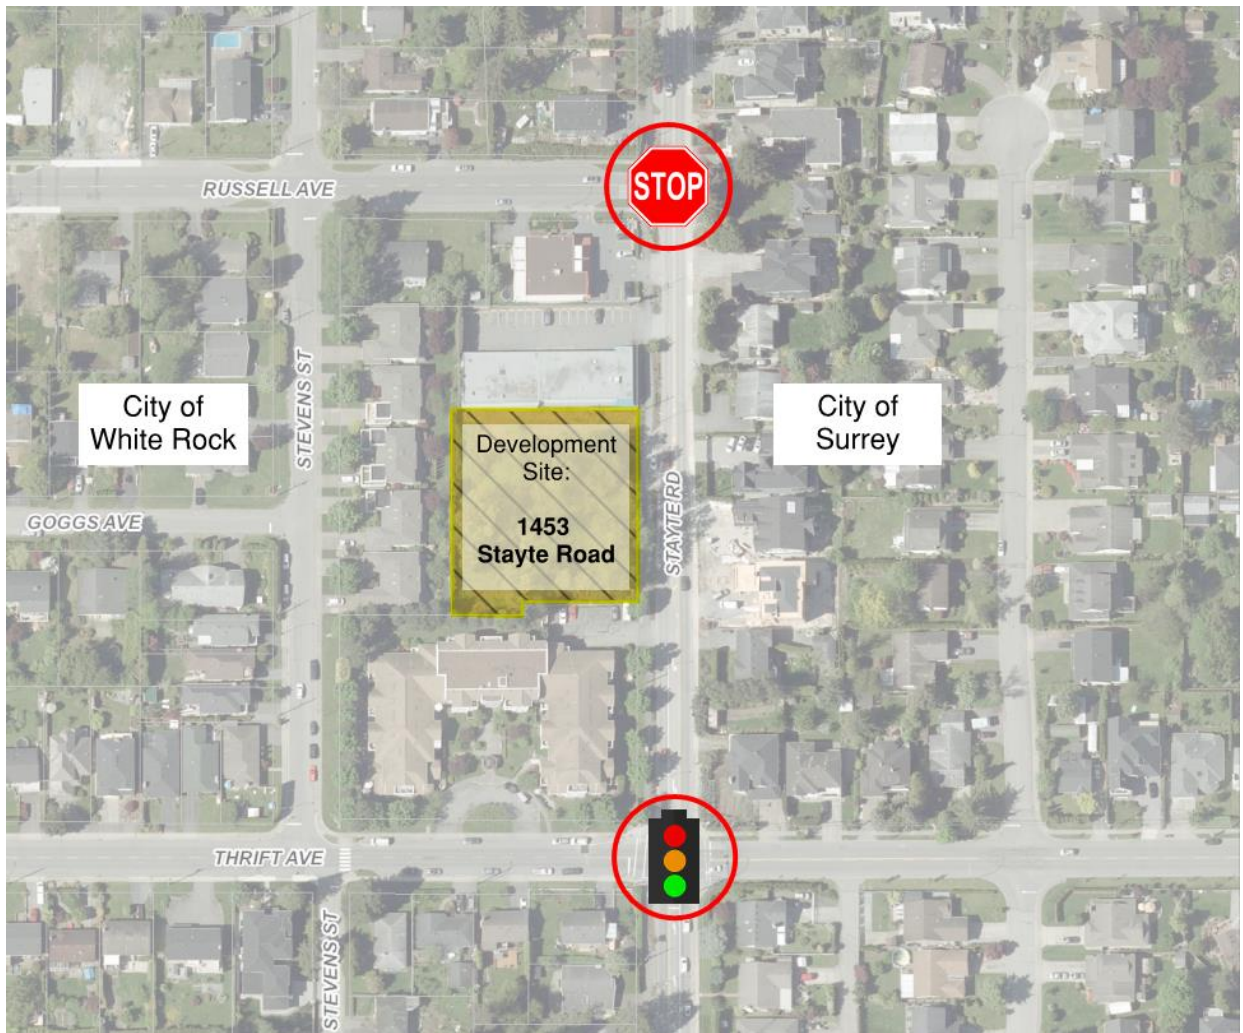 RUSSELL AVE
STOP
City of
White Rock
STEVENS ST
City of
Surrey
Development
Site:
1453
Stayte Road
STAYTE RD
GOGGS AVE
THRIFT AVE
STEVENS ST